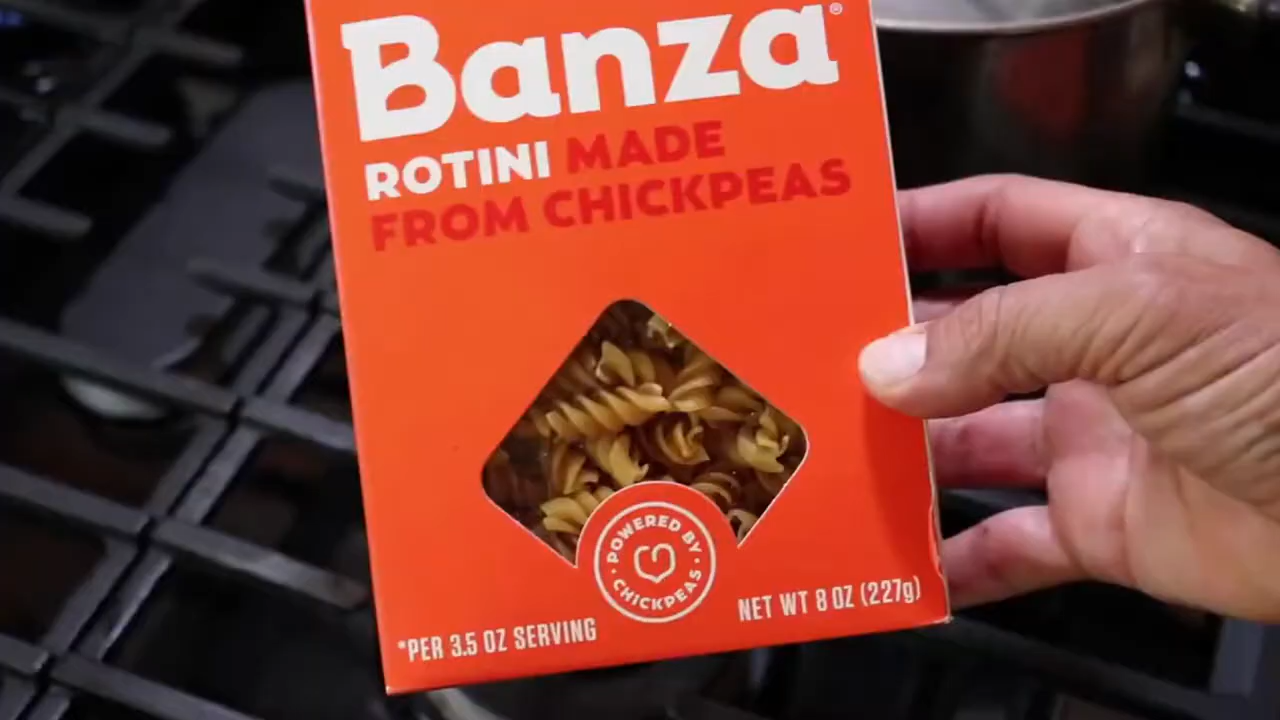 Banza®
ROTINI MADE
FROM CHICKPEAS
POWERED BY
CHICKPEAS
*PER 3.5 OZ SERVING
NET WT 8 OZ (227g)